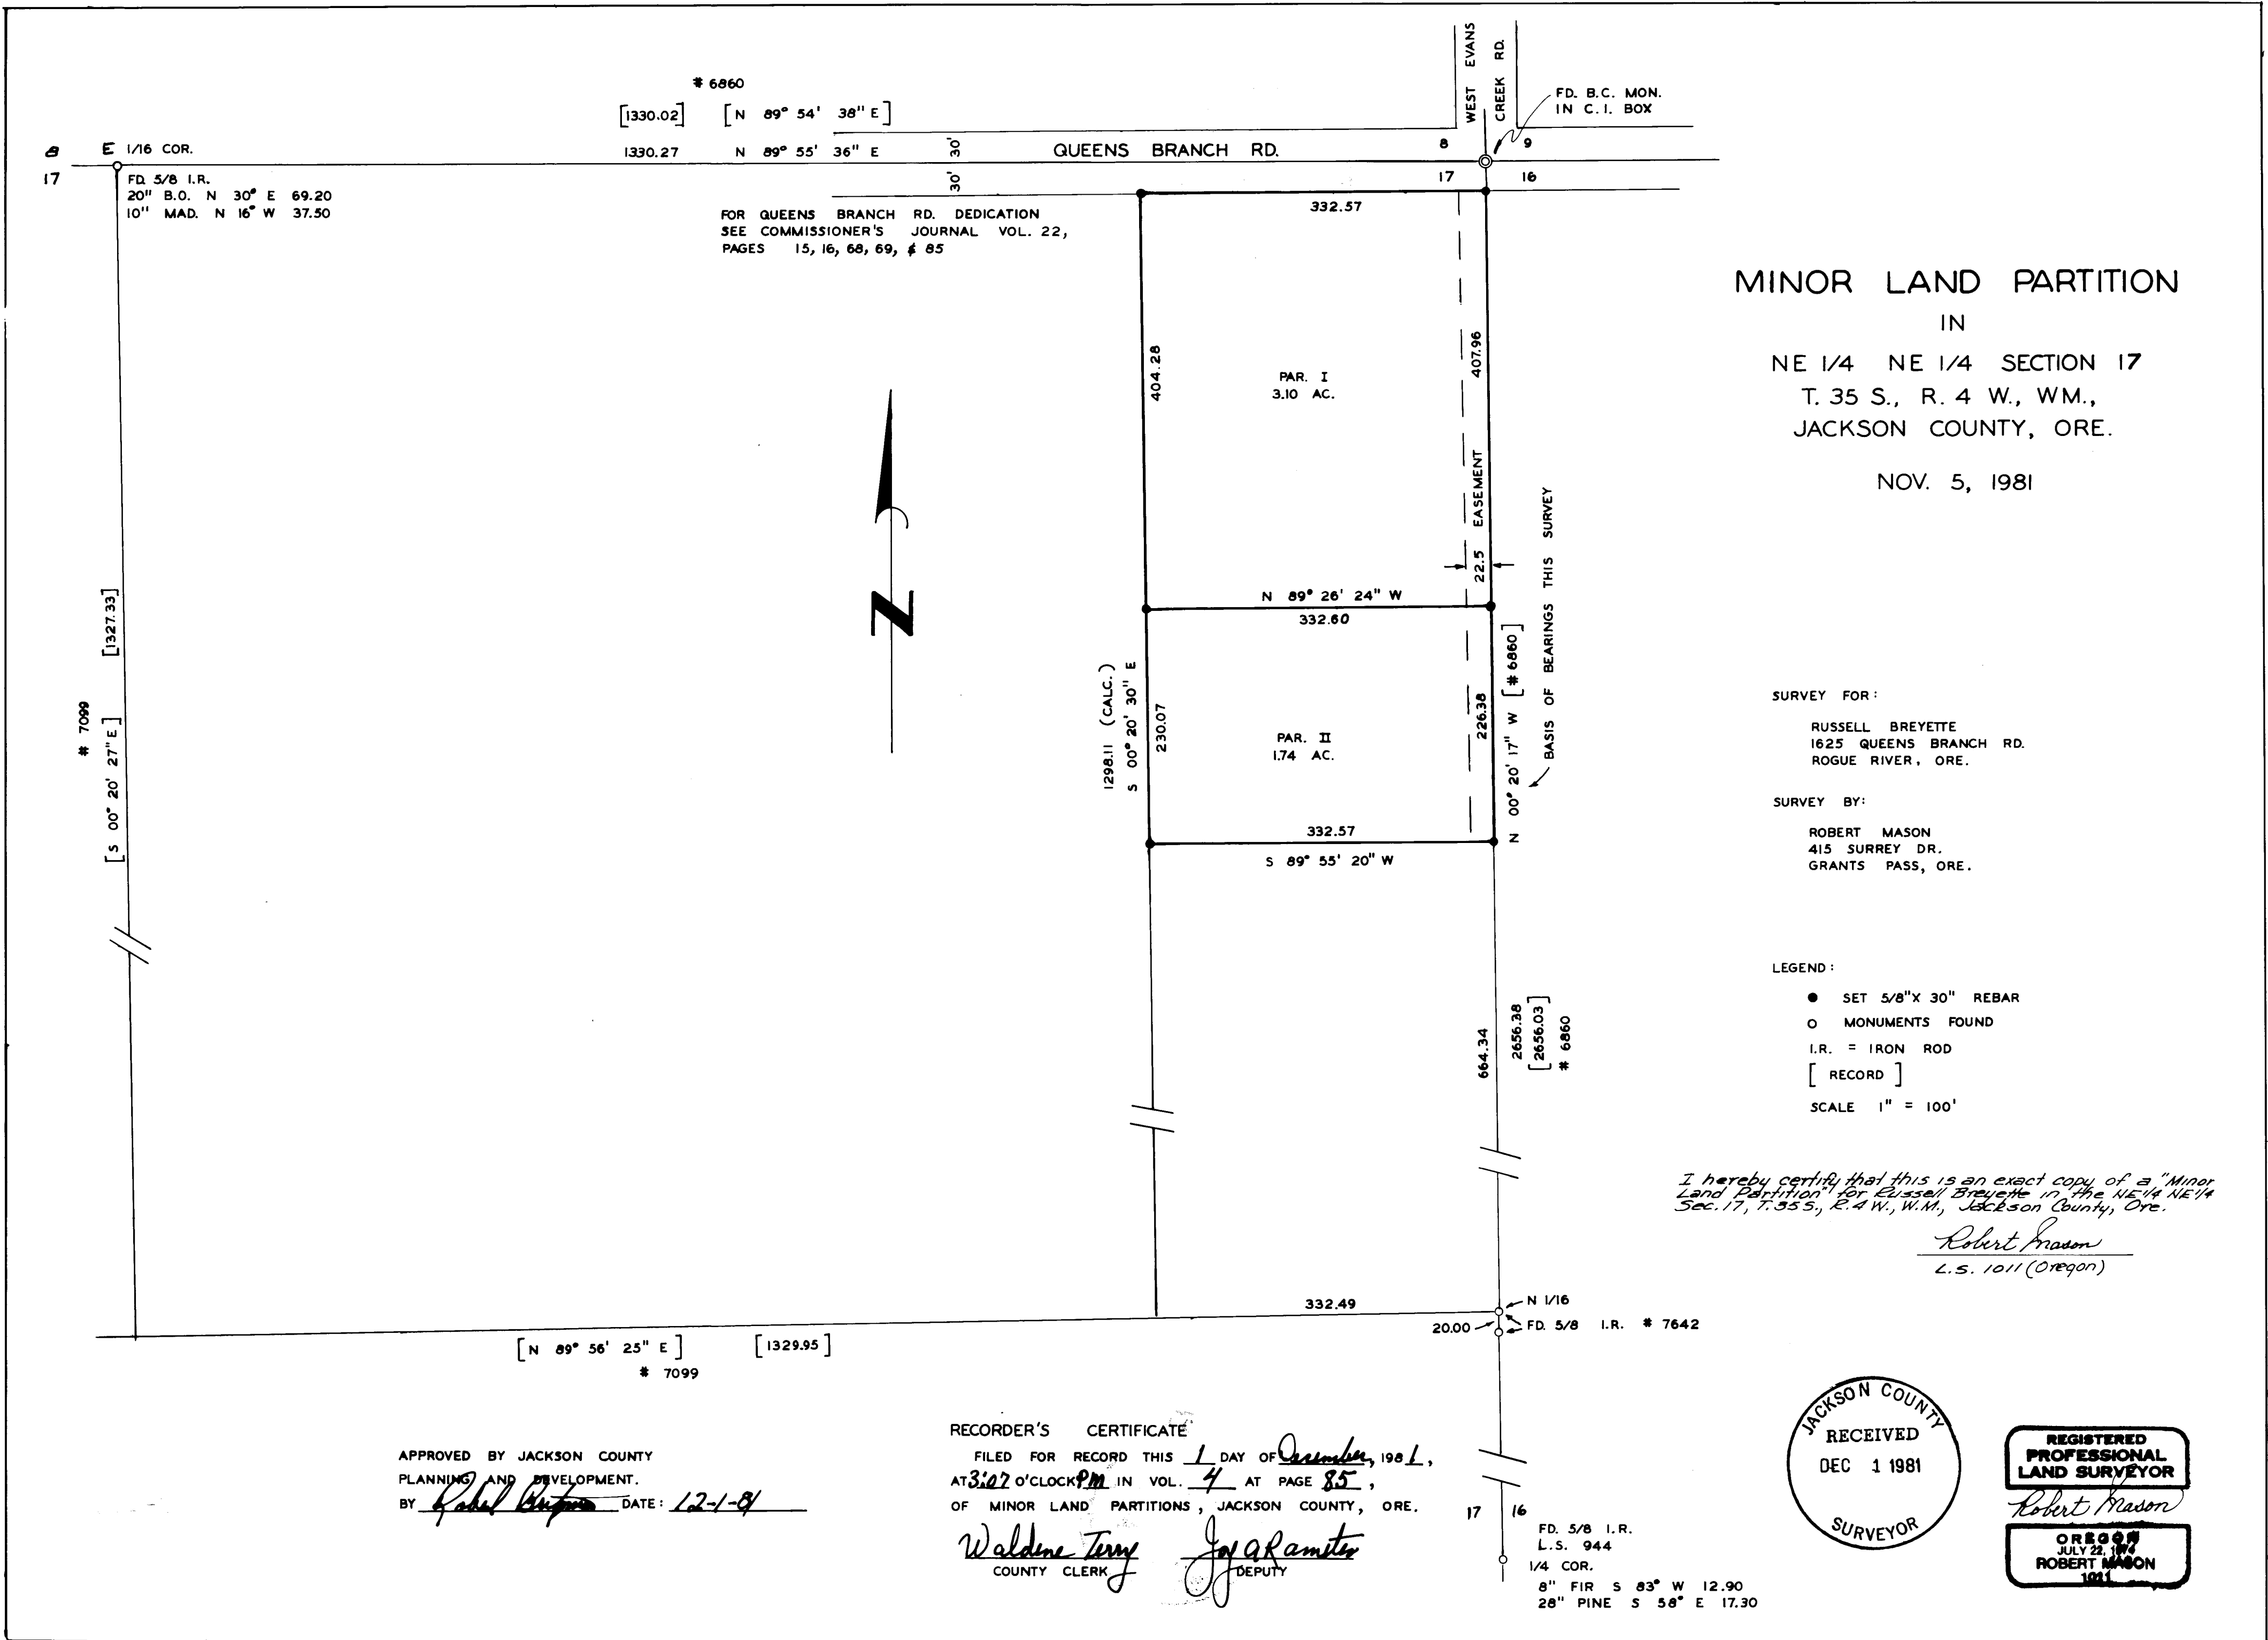 # 6860
[1330.02] [N 89° 54' 38" E]
1330.27 N 89° 55' 36" E
30'
30'
QUEENS BRANCH RD.
WEST EVANS
CREEK RD.
FD. B.C. MON.
IN C.I. BOX
8
9
17
16
8
17
E 1/16 COR.
FD. 5/8 I.R.
20" B.O. N 30° E 69.20
10" MAD. N 16° W 37.50
FOR QUEENS BRANCH RD. DEDICATION
SEE COMMISSIONER'S JOURNAL VOL. 22,
PAGES 15, 16, 68, 69, & 85
332.57
404.28
PAR. I
3.10 AC.
407.96
22.5 EASEMENT
N 89° 26' 24" W
332.60
1298.11 (CALC.)
S 00° 20' 30" E
230.07
PAR. II
1.74 AC.
226.38
N 00° 20' 17" W [# 6860]
BASIS OF BEARINGS THIS SURVEY
332.57
S 89° 55' 20" W
# 7099
[S 00° 20' 27" E] [1327.33]
N
664.34
2656.38
[2656.03]
# 6860
332.49
N 1/16
20.00
FD. 5/8 I.R. # 7642
[N 89° 56' 25" E] [1329.95]
# 7099
17
16
FD. 5/8 I.R.
L.S. 944
1/4 COR.
8" FIR S 83° W 12.90
28" PINE S 58° E 17.30
MINOR LAND PARTITION
IN
NE 1/4 NE 1/4 SECTION 17
T. 35 S., R. 4 W., WM.,
JACKSON COUNTY, ORE.
NOV. 5, 1981
SURVEY FOR:
RUSSELL BREYETTE
1625 QUEENS BRANCH RD.
ROGUE RIVER, ORE.
SURVEY BY:
ROBERT MASON
415 SURREY DR.
GRANTS PASS, ORE.
LEGEND:
SET 5/8" X 30" REBAR
MONUMENTS FOUND
I.R. = IRON ROD
[RECORD]
SCALE 1" = 100'
I hereby certify that this is an exact copy of a "Minor
Land Partition" for Russell Breyette in the NE 1/4 NE 1/4
Sec. 17, T. 35 S., R. 4 W., W.M., Jackson County, Ore.
Robert Mason
L.S. 1011 (Oregon)
APPROVED BY JACKSON COUNTY
PLANNING AND DEVELOPMENT.
BY DATE: 12-1-81
RECORDER'S CERTIFICATE
FILED FOR RECORD THIS 1 DAY OF December, 1981,
AT 3:07 O'CLOCK PM IN VOL. 4 AT PAGE 85,
OF MINOR LAND PARTITIONS, JACKSON COUNTY, ORE.
Waldene Terry
COUNTY CLERK
DEPUTY
JACKSON COUNTY
RECEIVED
DEC 1 1981
SURVEYOR
REGISTERED
PROFESSIONAL
LAND SURVEYOR
Robert Mason
OREGON
JULY 22,
ROBERT MASON
1011